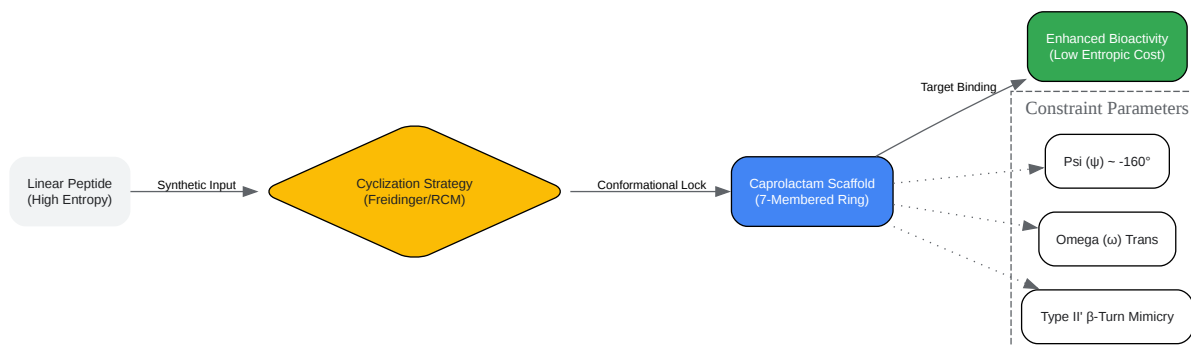 Linear Peptide
(High Entropy)
Synthetic Input
Cyclization Strategy
(Freidinger/RCM)
Conformational Lock
Caprolactam Scaffold
(7-Membered Ring)
Target Binding
Enhanced Bioactivity
(Low Entropic Cost)
Constraint Parameters
Psi (ψ) ~ -160°
Omega (ω) Trans
Type II' β-Turn Mimicry